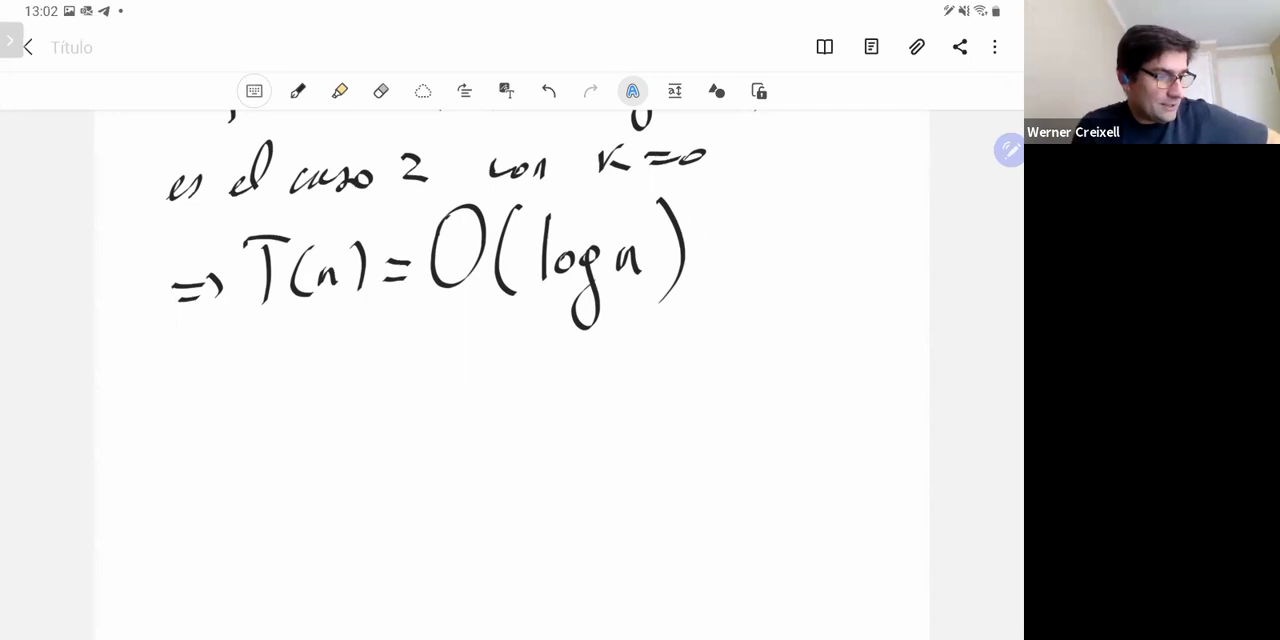 13:02
Título
Werner Creixell
es el caso 2 con k=0
=> T(n) = O(log n)